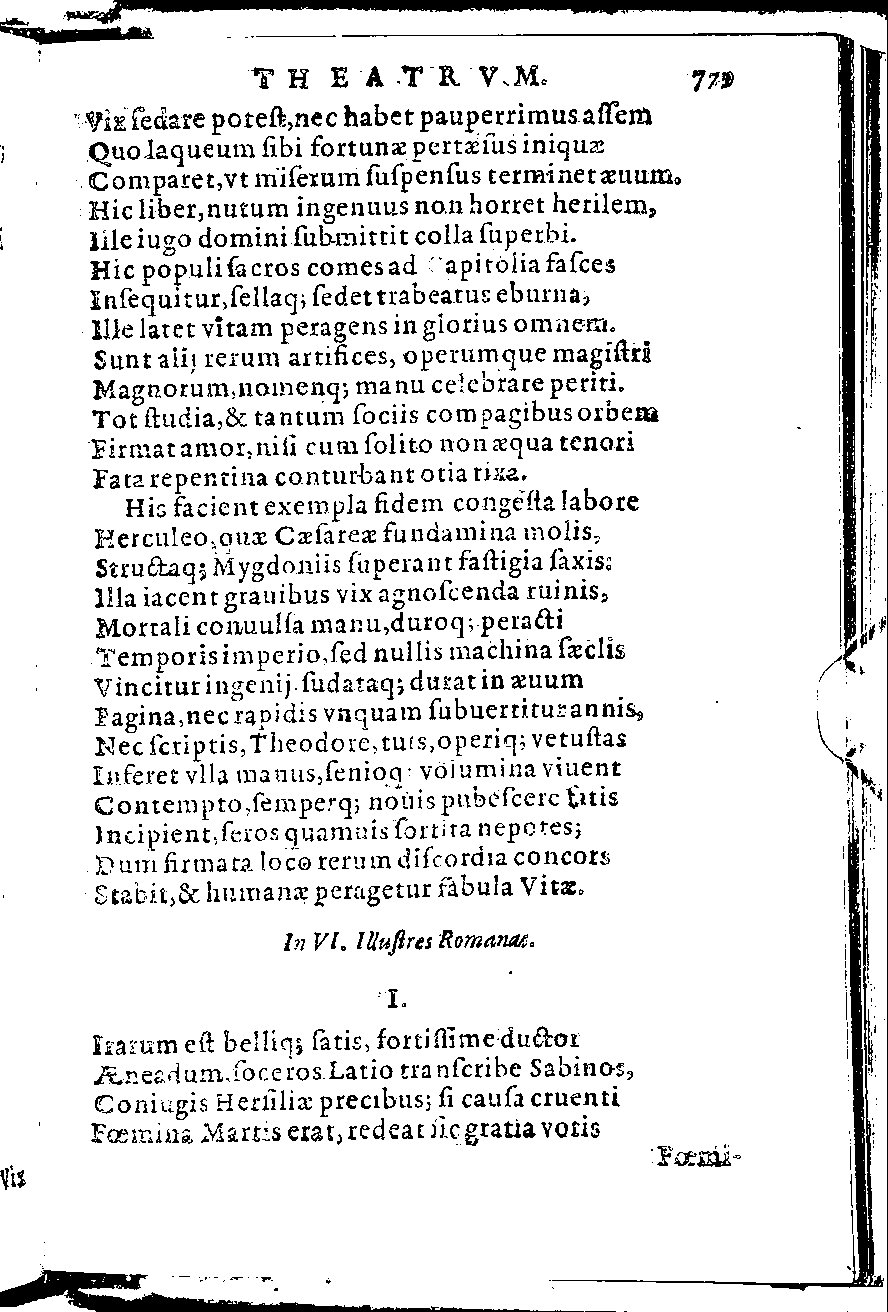 THEATRVM.
Vix ſedare poteſt, nec habet pauperrimus aſſem
Quo laqueum ſibi fortunæ pertæſus iniquæ
Comparet, vt miſerum ſuſpenſus terminet æuum.
Hic liber, nutum ingenuus non horret herilem,
Ille iugo domini ſubmittit colla ſuperbi.
Hic populi ſacros comes ad Capitolia faſces
Inſequitur, ſellaq; ſedet trabeatus eburna,
Ille latet vitam peragens inglorius omnem.
Sunt alij rerum artifices, operumque magiſtri
Magnorum, nomenq; manu celebrare periti.
Tot ſtudia, & tantum ſociis compagibus orbem
Firmat amor, niſi cum ſolito non æqua tenori
Fata repentina conturbant otia rixa.
His facient exempla fidem congeſta labore
Herculeo, quæ Cæſareæ fundamina molis,
Structaq; Mygdoniis ſuperant faſtigia ſaxis:
Illa iacent grauibus vix agnoſcenda ruinis,
Mortali conuulſa manu, duroq; peracti
Temporis imperio, ſed nullis machina ſæclis
Vincitur ingenij ſudataq; durat in æuum
Pagina, nec rapidis vnquam ſubuertitur annis,
Nec ſcriptis, Theodore, tuis, operiq; vetuſtas
Inferet vlla manus, ſenioq; volumina viuent
Contempto, ſemperq; nouis pubeſcere
Incipient, ſeros quamuis ſortita nepotes;
Dum firmata loco rerum diſcordia concors
Stabit, & humanæ peragetur fabula Vitæ.
In VI. Illuſtres Romanas.
I.
Irarum eſt belliq; ſatis, fortiſſime ductor
Æneadum, ſoceros Latio tranſcribe Sabinos,
Coniugis Herſiliæ precibus; ſi cauſa cruenti
Fœmina Martis erat, redeat ſic gratia votis
Fœmi-
Vix